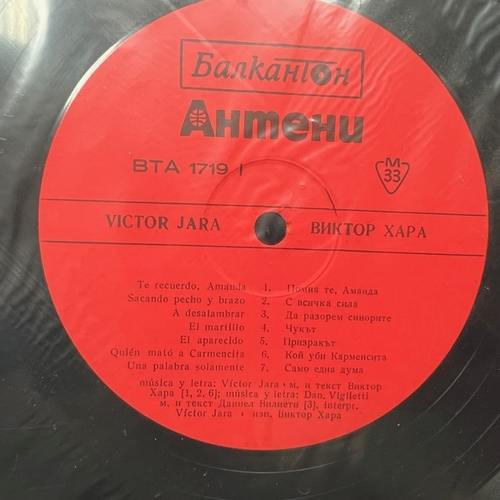 Балкантон
Антени
ВТА 1719 I
М
33
VICTOR JARA ВИКТОР ХАРА
Te recuerdo, Amanda 1. Помня те, Аманда
Sacando pecho y brazo 2. С всичка сила
A desalambrar 3. Да разорем синорите
El martillo 4. Чукът
El aparecido 5. Призракът
Quién mató a Carmencita 6. Кой уби Карменсита
Una palabra solamente 7. Само една дума
música y letra: Víctor Jara • м. и текст Виктор
Хара [1, 2, 6]; música y letra: Dan. Viglietti
м. и текст Даниел Вилиети [3], interpr.
Víctor Jara • изп. Виктор Хара